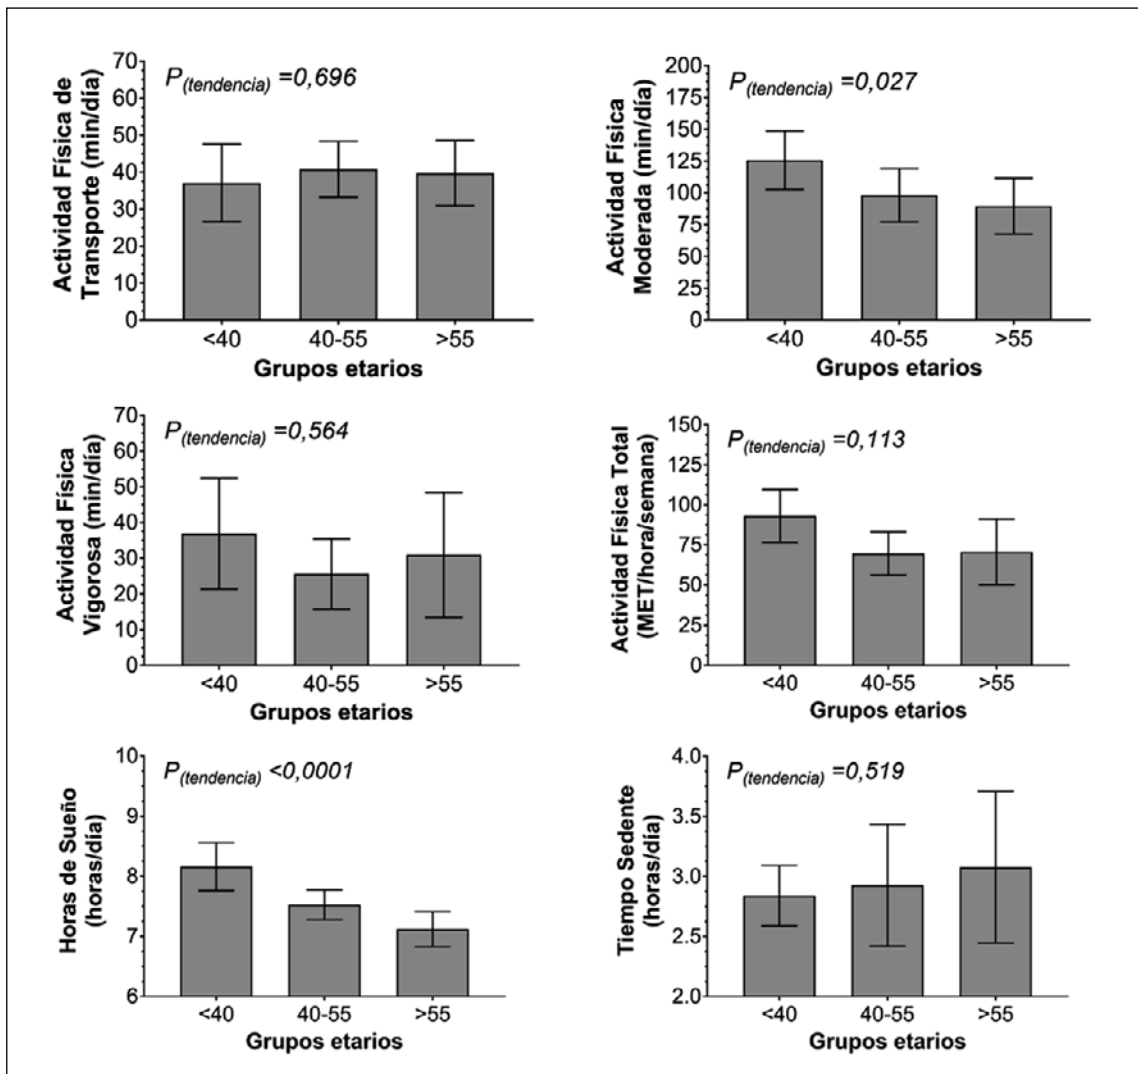 P(tendencia) =0,696
Actividad Física de
Transporte (min/día)
70
60
50
40
30
20
10
0
<40 40-55 >55
Grupos etarios
P(tendencia) =0,027
Actividad Física
Moderada (min/día)
200
175
150
125
100
75
50
25
0
<40 40-55 >55
Grupos etarios
P(tendencia) =0,564
Actividad Física
Vigorosa (min/día)
70
60
50
40
30
20
10
0
<40 40-55 >55
Grupos etarios
P(tendencia) =0,113
Actividad Física Total
(MET/hora/semana)
150
125
100
75
50
25
0
<40 40-55 >55
Grupos etarios
P(tendencia) <0,0001
Horas de Sueño
(horas/día)
10
9
8
7
6
<40 40-55 >55
Grupos etarios
P(tendencia) =0,519
Tiempo Sedente
(horas/día)
4.0
3.5
3.0
2.5
2.0
<40 40-55 >55
Grupos etarios